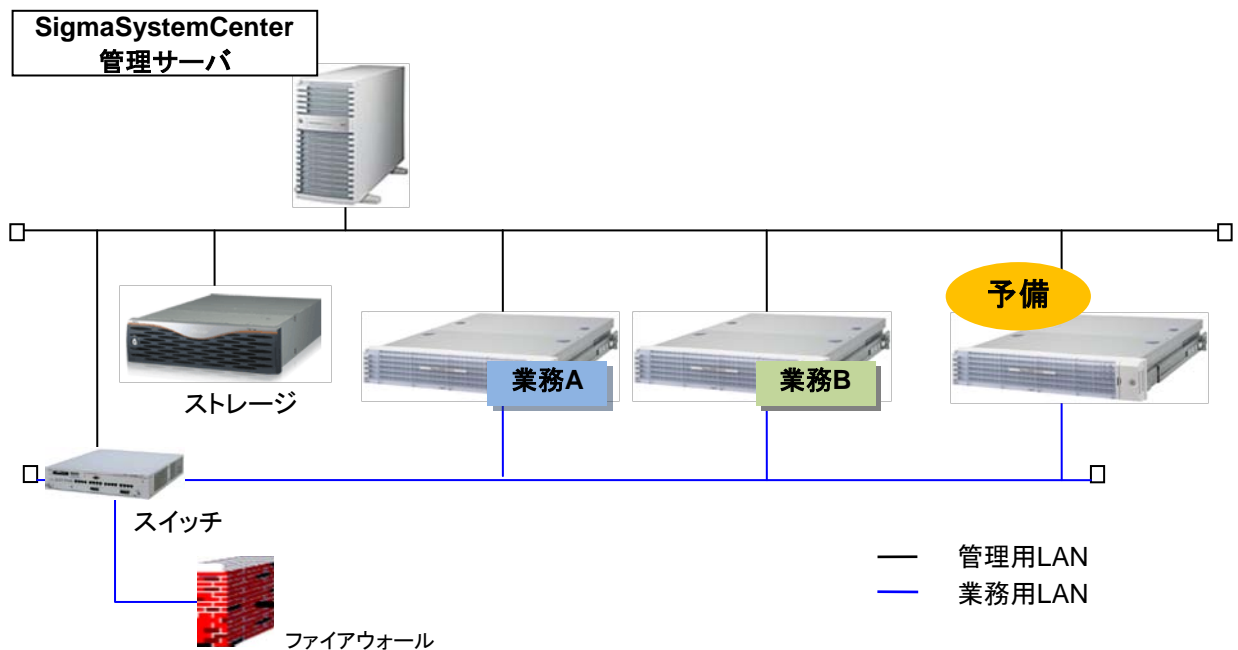 SigmaSystemCenter
管理サーバ
予備
業務A
業務B
ストレージ
スイッチ
管理用LAN
業務用LAN
ファイアウォール